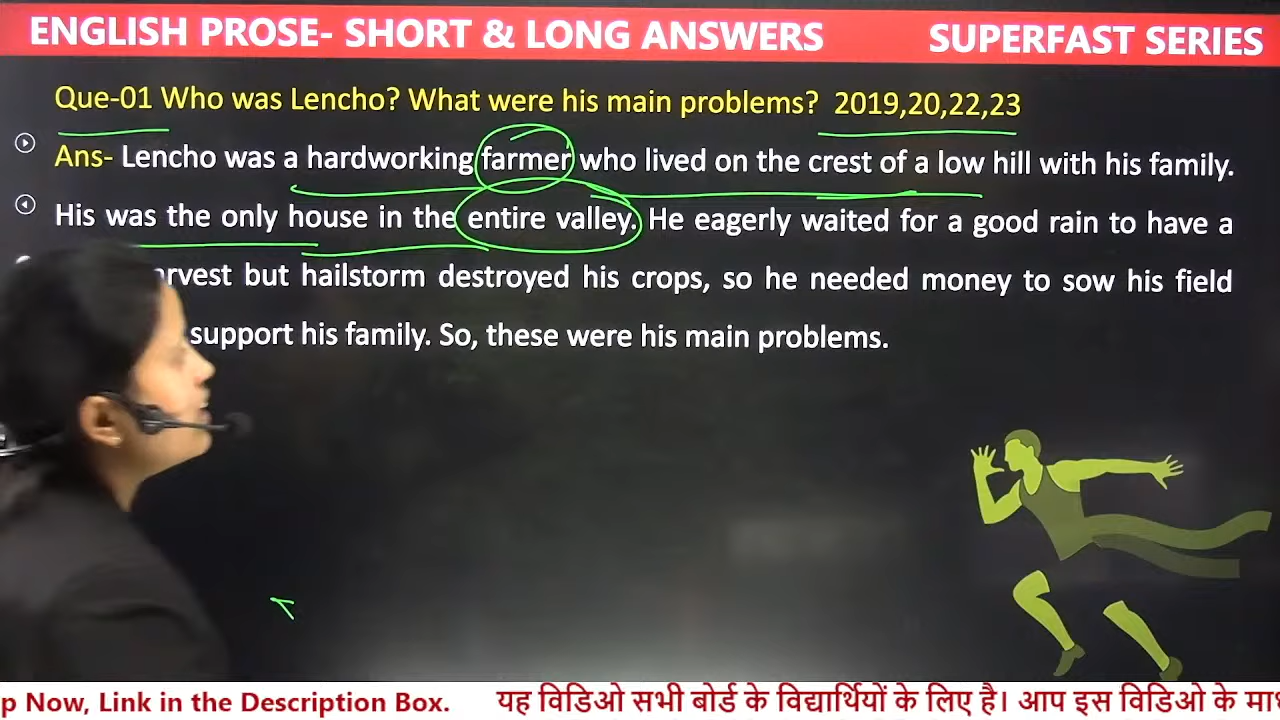 ENGLISH PROSE- SHORT & LONG ANSWERS SUPERFAST SERIES
Que-01 Who was Lencho? What were his main problems? 2019,20,22,23
Ans- Lencho was a hardworking farmer who lived on the crest of a low hill with his family.
His was the only house in the entire valley. He eagerly waited for a good rain to have a
but hailstorm destroyed his crops, so he needed money to sow his field
support his family. So, these were his main problems.
p Now, Link in the Description Box. यह विडिओ सभी बोर्ड के विद्यार्थियों के लिए है। आप इस विडिओ के